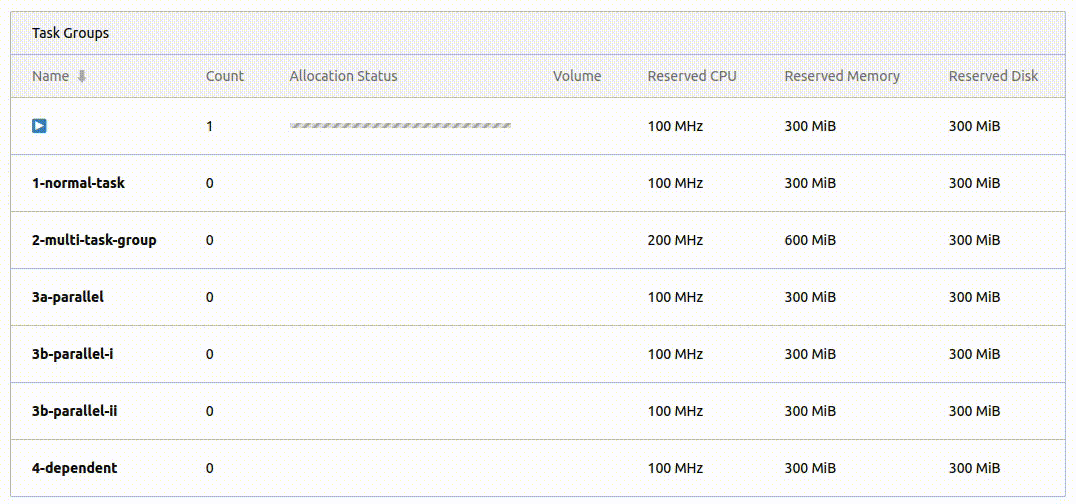 Task Groups
Name Count Allocation Status Volume Reserved CPU Reserved Memory Reserved Disk
1 100 MHz 300 MiB 300 MiB
1-normal-task 0 100 MHz 300 MiB 300 MiB
2-multi-task-group 0 200 MHz 600 MiB 300 MiB
3a-parallel 0 100 MHz 300 MiB 300 MiB
3b-parallel-i 0 100 MHz 300 MiB 300 MiB
3b-parallel-ii 0 100 MHz 300 MiB 300 MiB
4-dependent 0 100 MHz 300 MiB 300 MiB